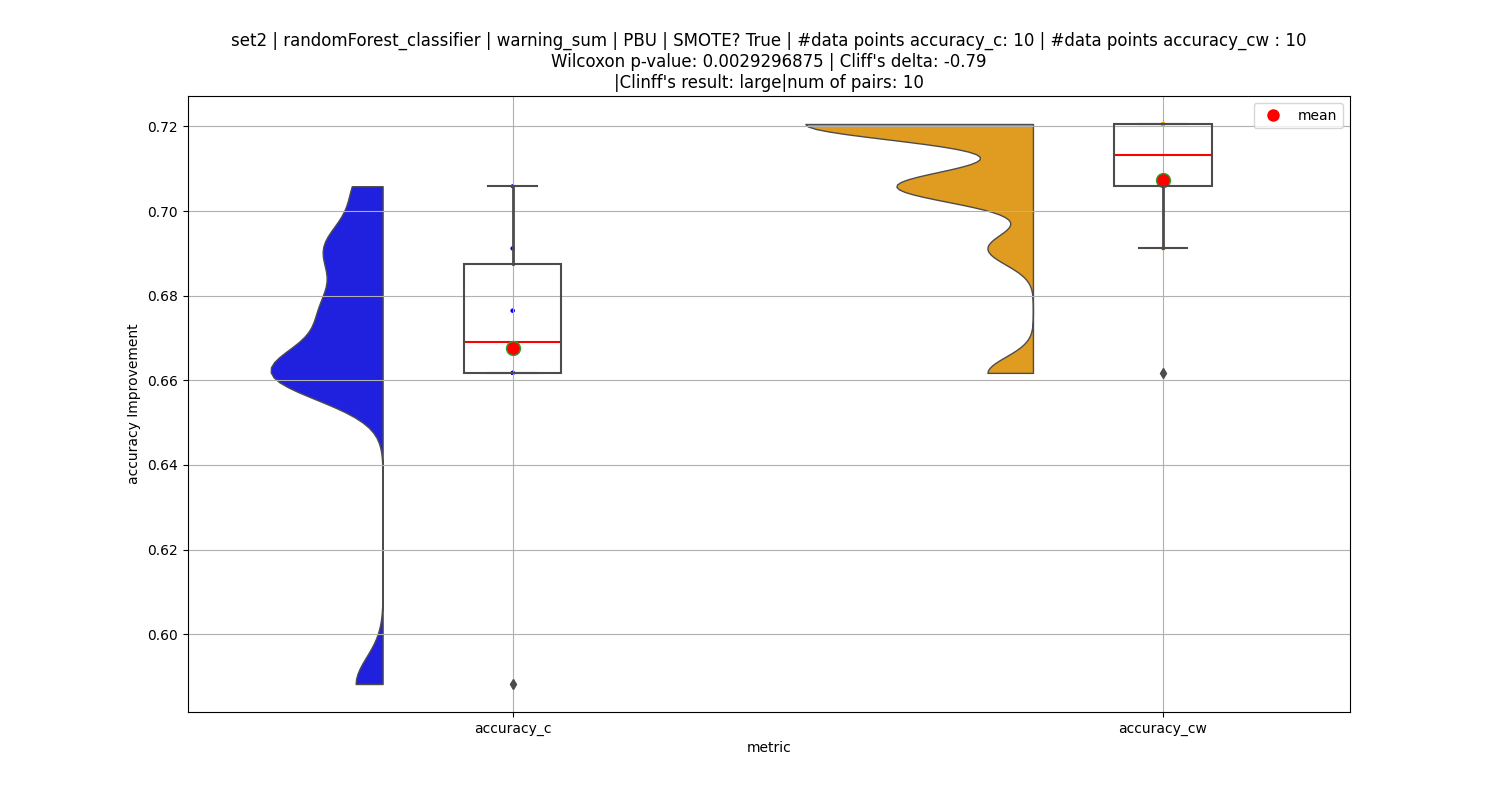 set2 | randomForest_classifier | warning_sum | PBU | SMOTE? True | #data points accuracy_c: 10 | #data points accuracy_cw : 10
Wilcoxon p-value: 0.0029296875 | Cliff's delta: -0.79
|Clinff's result: large|num of pairs: 10
mean
0.72
0.70
0.68
0.66
0.64
0.62
0.60
accuracy Improvement
accuracy_c
accuracy_cw
metric